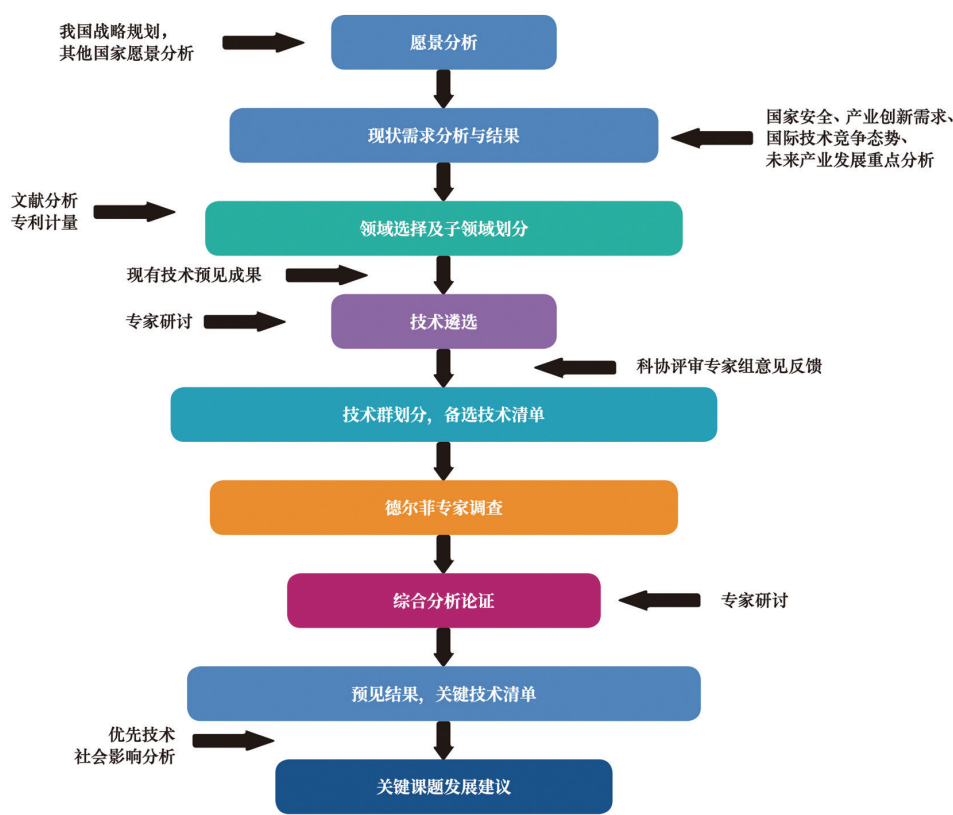 我国战略规划，
其他国家愿景分析
愿景分析
现状需求分析与结果
国家安全、产业创新需求、
国际技术竞争态势、
未来产业发展重点分析
文献分析
专利计量
领域选择及子领域划分
现有技术预见成果
专家研讨
技术遴选
科协评审专家组意见反馈
技术群划分，备选技术清单
德尔菲专家调查
综合分析论证
专家研讨
预见结果，关键技术清单
优先技术
社会影响分析
关键课题发展建议